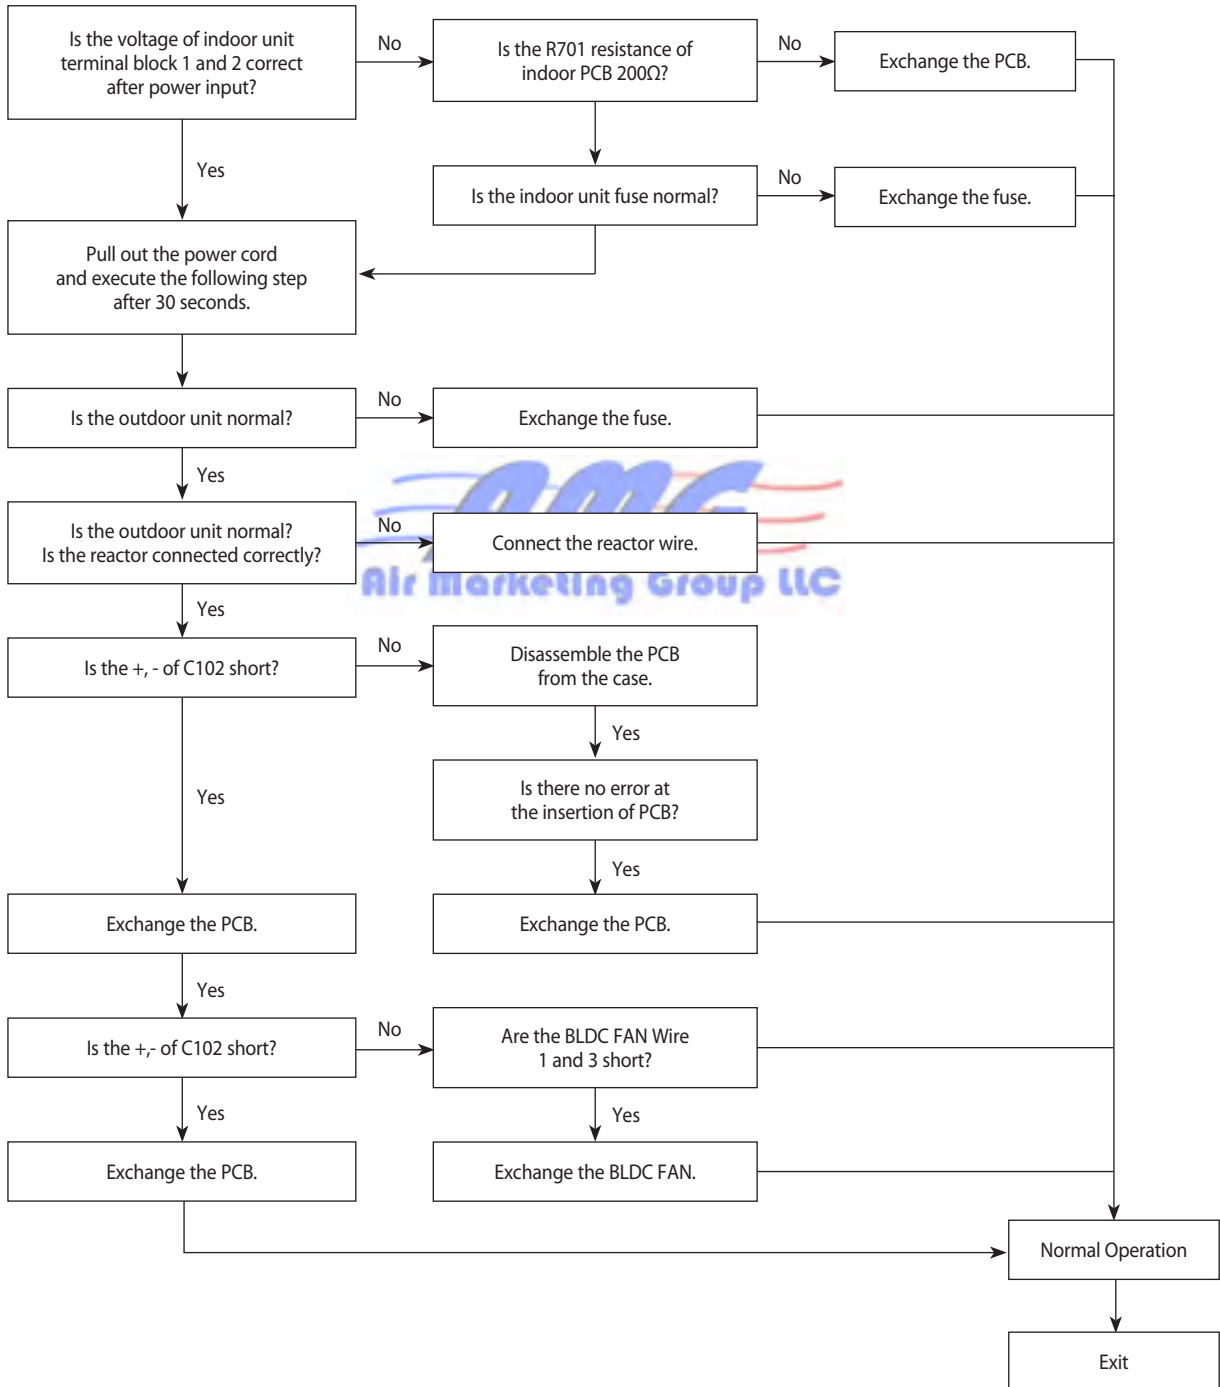 Is the voltage of indoor unit
terminal block 1 and 2 correct
after power input?
No
Is the R701 resistance of
indoor PCB 200Ω?
No
Exchange the PCB.
Yes
Is the indoor unit fuse normal?
No
Exchange the fuse.
Pull out the power cord
and execute the following step
after 30 seconds.
Is the outdoor unit normal?
No
Exchange the fuse.
Yes
AMG
Air Marketing Group LLC
Is the outdoor unit normal?
Is the reactor connected correctly?
No
Connect the reactor wire.
Yes
Is the +, - of C102 short?
No
Disassemble the PCB
from the case.
Yes
Is there no error at
the insertion of PCB?
Yes
Yes
Exchange the PCB.
Exchange the PCB.
Yes
Is the +,- of C102 short?
No
Are the BLDC FAN Wire
1 and 3 short?
Yes
Yes
Exchange the PCB.
Exchange the BLDC FAN.
Normal Operation
Exit